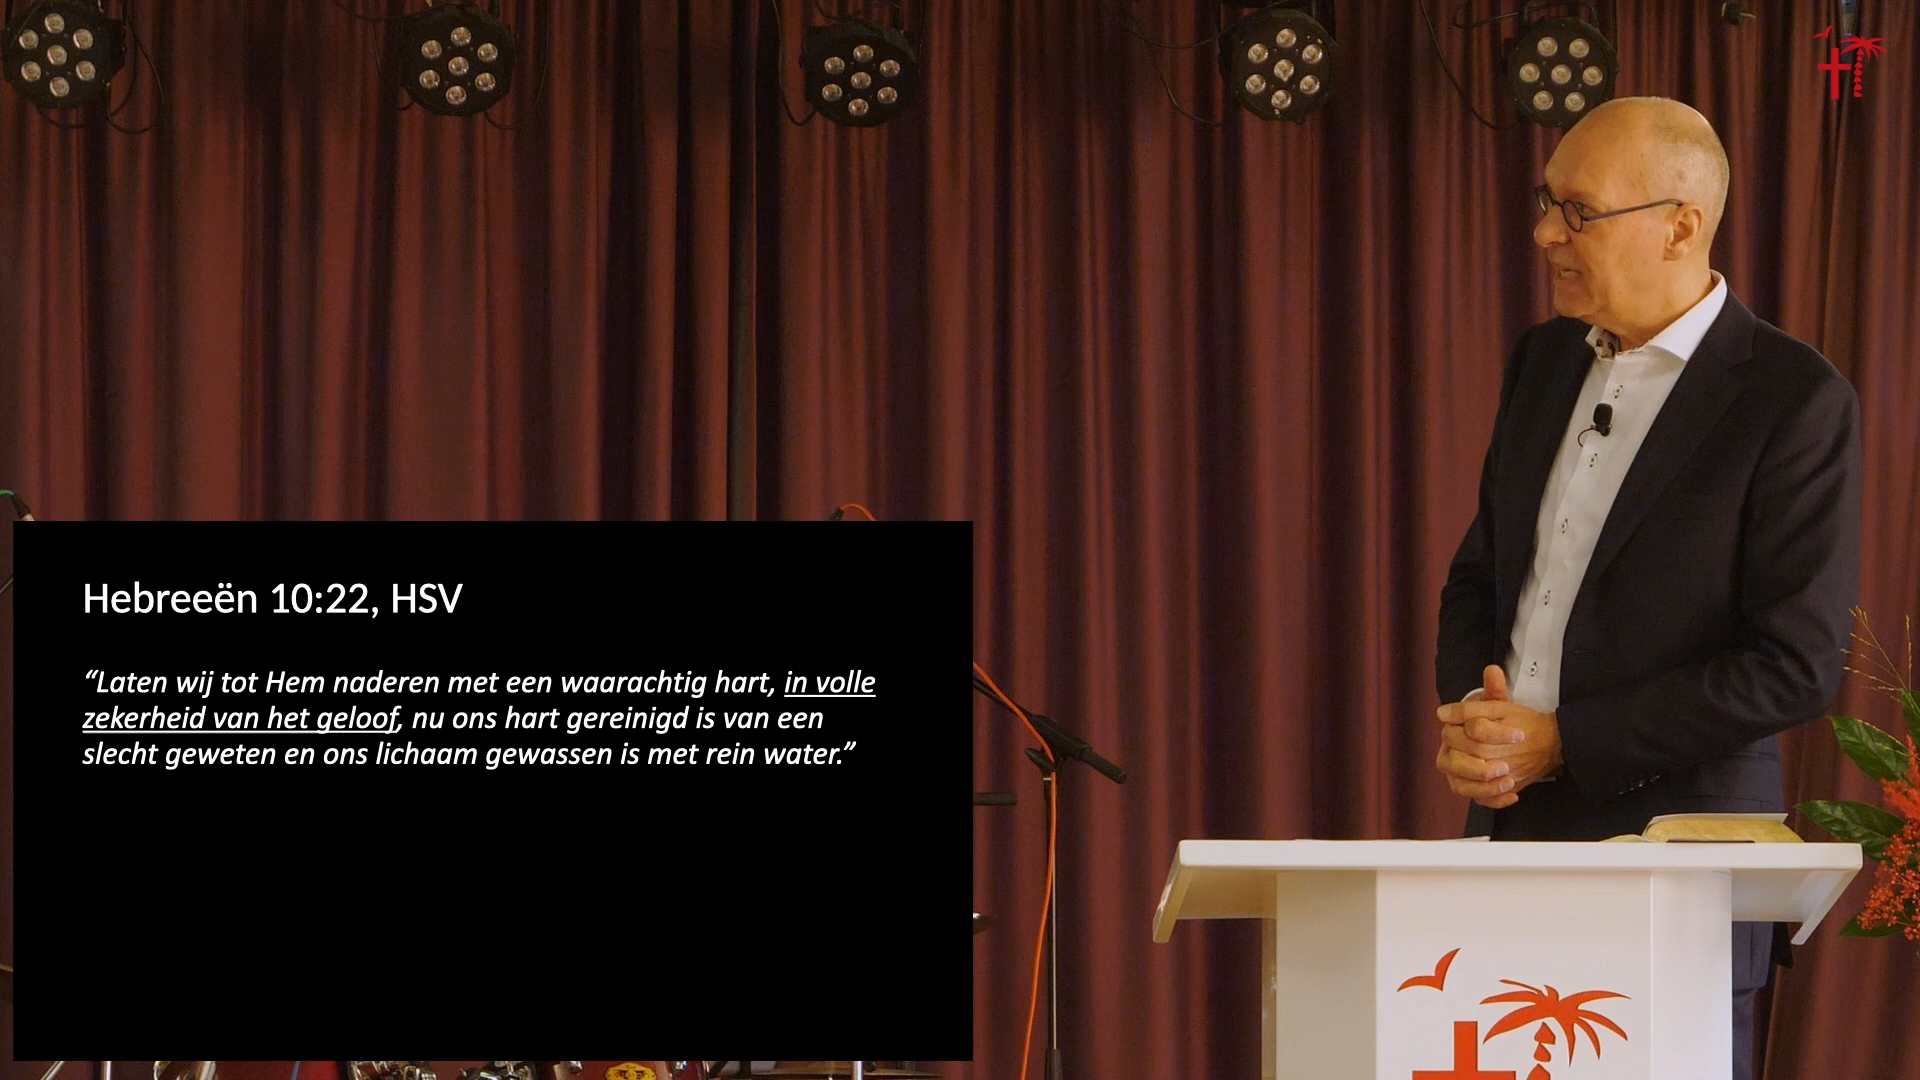 Hebreeën 10:22, HSV
“Laten wij tot Hem naderen met een waarachtig hart, in volle
zekerheid van het geloof, nu ons hart gereinigd is van een
slecht geweten en ons lichaam gewassen is met rein water.”